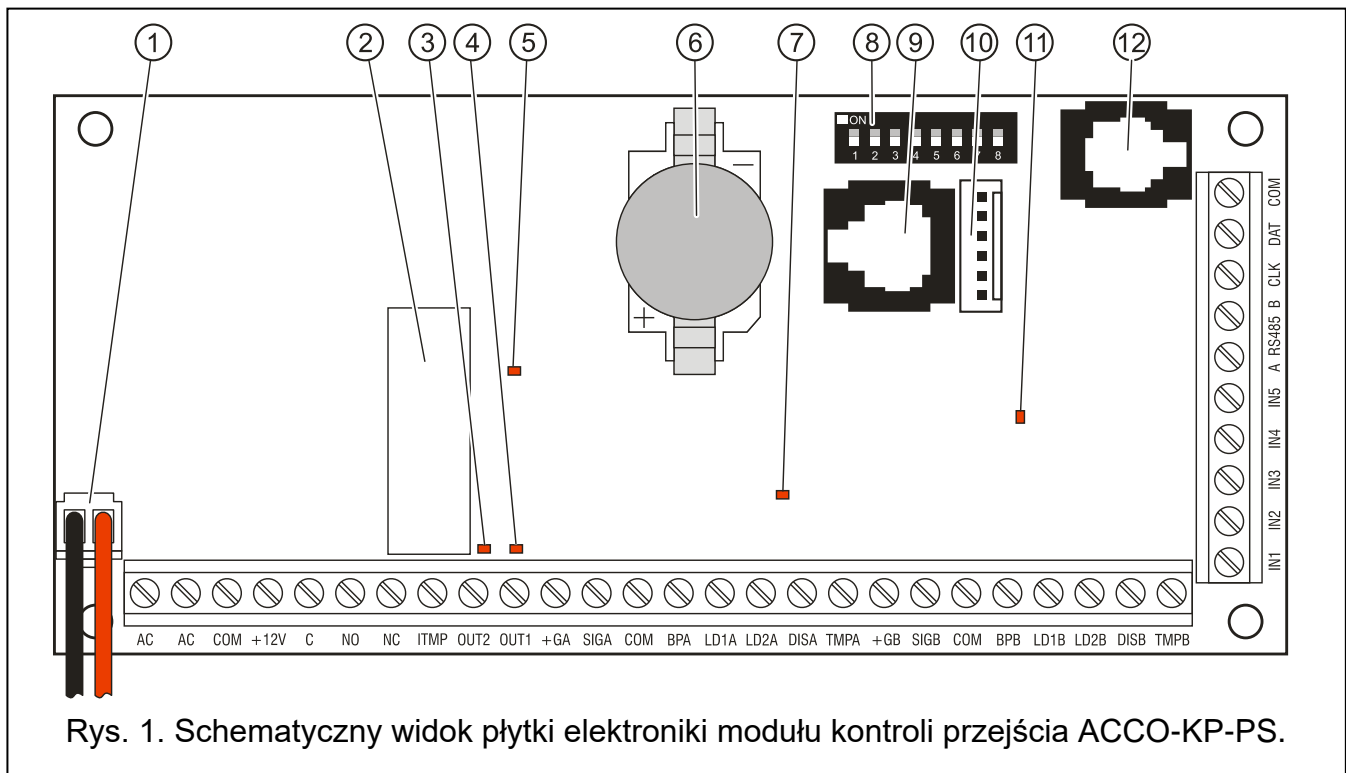 1 2 3 4 5 6 7 8 9 10 11 12
ON
1 2 3 4 5 6 7 8
− +
COM
DAT
CLK
A RS485 B
IN5
IN4
IN3
IN2
IN1
AC AC COM +12V C NO NC ITMP OUT2 OUT1 +GA SIGA COM BPA LD1A LD2A DISA TMPA +GB SIGB COM BPB LD1B LD2B DISB TMPB
Rys. 1. Schematyczny widok płytki elektroniki modułu kontroli przejścia ACCO-KP-PS.